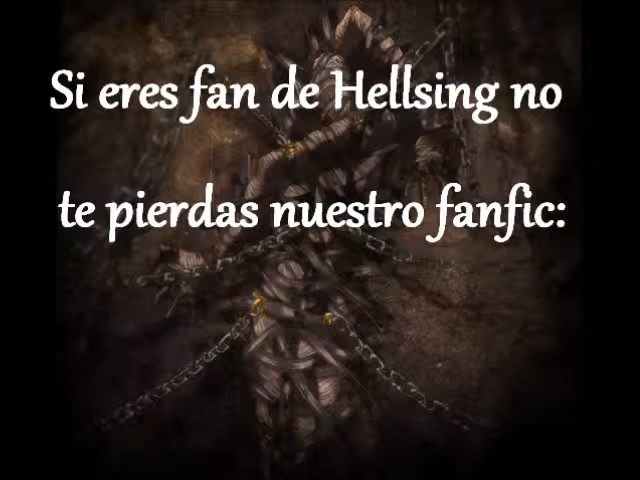 Si eres fan de Hellsing no
te pierdas nuestro fanfic: